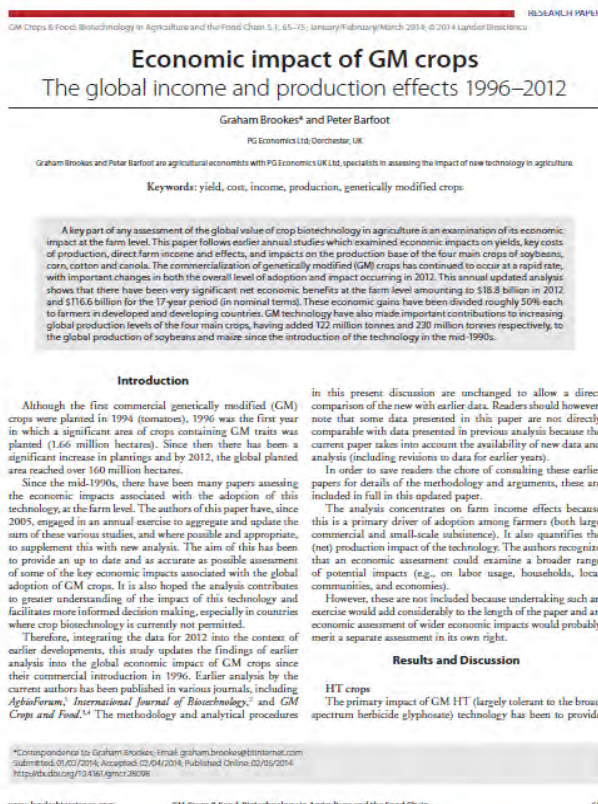 RESEARCH PAPER
GM Crops & Food: Biotechnology in Agriculture and the Food Chain 5:1, 65–75; January/February/March 2014; © 2014 Landes Bioscience
Economic impact of GM crops
The global income and production effects 1996–2012
Graham Brookes* and Peter Barfoot
PG Economics Ltd; Dorchester, UK
Graham Brookes and Peter Barfoot are agricultural economists with PG Economics UK Ltd, specialists in assessing the impact of new technology in agriculture.
Keywords: yield, cost, income, production, genetically modified crops
A key part of any assessment of the global value of crop biotechnology in agriculture is an examination of its economic
impact at the farm level. This paper follows earlier annual studies which examined economic impacts on yields, key costs
of production, direct farm income and effects, and impacts on the production base of the four main crops of soybeans,
corn, cotton and canola. The commercialization of genetically modified (GM) crops has continued to occur at a rapid rate,
with important changes in both the overall level of adoption and impact occurring in 2012. This annual updated analysis
shows that there have been very significant net economic benefits at the farm level amounting to $18.8 billion in 2012
and $116.6 billion for the 17-year period (in nominal terms). These economic gains have been divided roughly 50% each
to farmers in developed and developing countries. GM technology have also made important contributions to increasing
global production levels of the four main crops, having added 122 million tonnes and 230 million tonnes respectively, to
the global production of soybeans and maize since the introduction of the technology in the mid-1990s.
Introduction
Although the first commercial genetically modified (GM)
crops were planted in 1994 (tomatoes), 1996 was the first year
in which a significant area of crops containing GM traits was
planted (1.66 million hectares). Since then there has been a
significant increase in plantings and by 2012, the global planted
area reached over 160 million hectares.
Since the mid-1990s, there have been many papers assessing
the economic impacts associated with the adoption of this
technology, at the farm level. The authors of this paper have, since
2005, engaged in an annual exercise to aggregate and update the
sum of these various studies, and where possible and appropriate,
to supplement this with new analysis. The aim of this has been
to provide an up to date and as accurate as possible assessment
of some of the key economic impacts associated with the global
adoption of GM crops. It is also hoped the analysis contributes
to greater understanding of the impact of this technology and
facilitates more informed decision making, especially in countries
where crop biotechnology is currently not permitted.
Therefore, integrating the data for 2012 into the context of
earlier developments, this study updates the findings of earlier
analysis into the global economic impact of GM crops since
their commercial introduction in 1996. Earlier analysis by the
current authors has been published in various journals, including
AgbioForum,¹ International Journal of Biotechnology,² and GM
Crops and Food.³,⁴ The methodology and analytical procedures
in this present discussion are unchanged to allow a direct
comparison of the new with earlier data. Readers should however
note that some data presented in this paper are not directly
comparable with data presented in previous analysis because the
current paper takes into account the availability of new data and
analysis (including revisions to data for earlier years).
In order to save readers the chore of consulting these earlier
papers for details of the methodology and arguments, these are
included in full in this updated paper.
The analysis concentrates on farm income effects because
this is a primary driver of adoption among farmers (both large
commercial and small-scale subsistence). It also quantifies the
(net) production impact of the technology. The authors recognize
that an economic assessment could examine a broader range
of potential impacts (e.g., on labor usage, households, local
communities, and economies).
However, these are not included because undertaking such an
exercise would add considerably to the length of the paper and an
economic assessment of wider economic impacts would probably
merit a separate assessment in its own right.
Results and Discussion
HT crops
The primary impact of GM HT (largely tolerant to the broad
spectrum herbicide glyphosate) technology has been to provide
*Correspondence to: Graham Brookes; Email: graham.brookes@btinternet.com
Submitted: 01/02/2014; Accepted: 02/04/2014; Published Online: 02/05/2014
http://dx.doi.org/10.4161/gmcr.28098